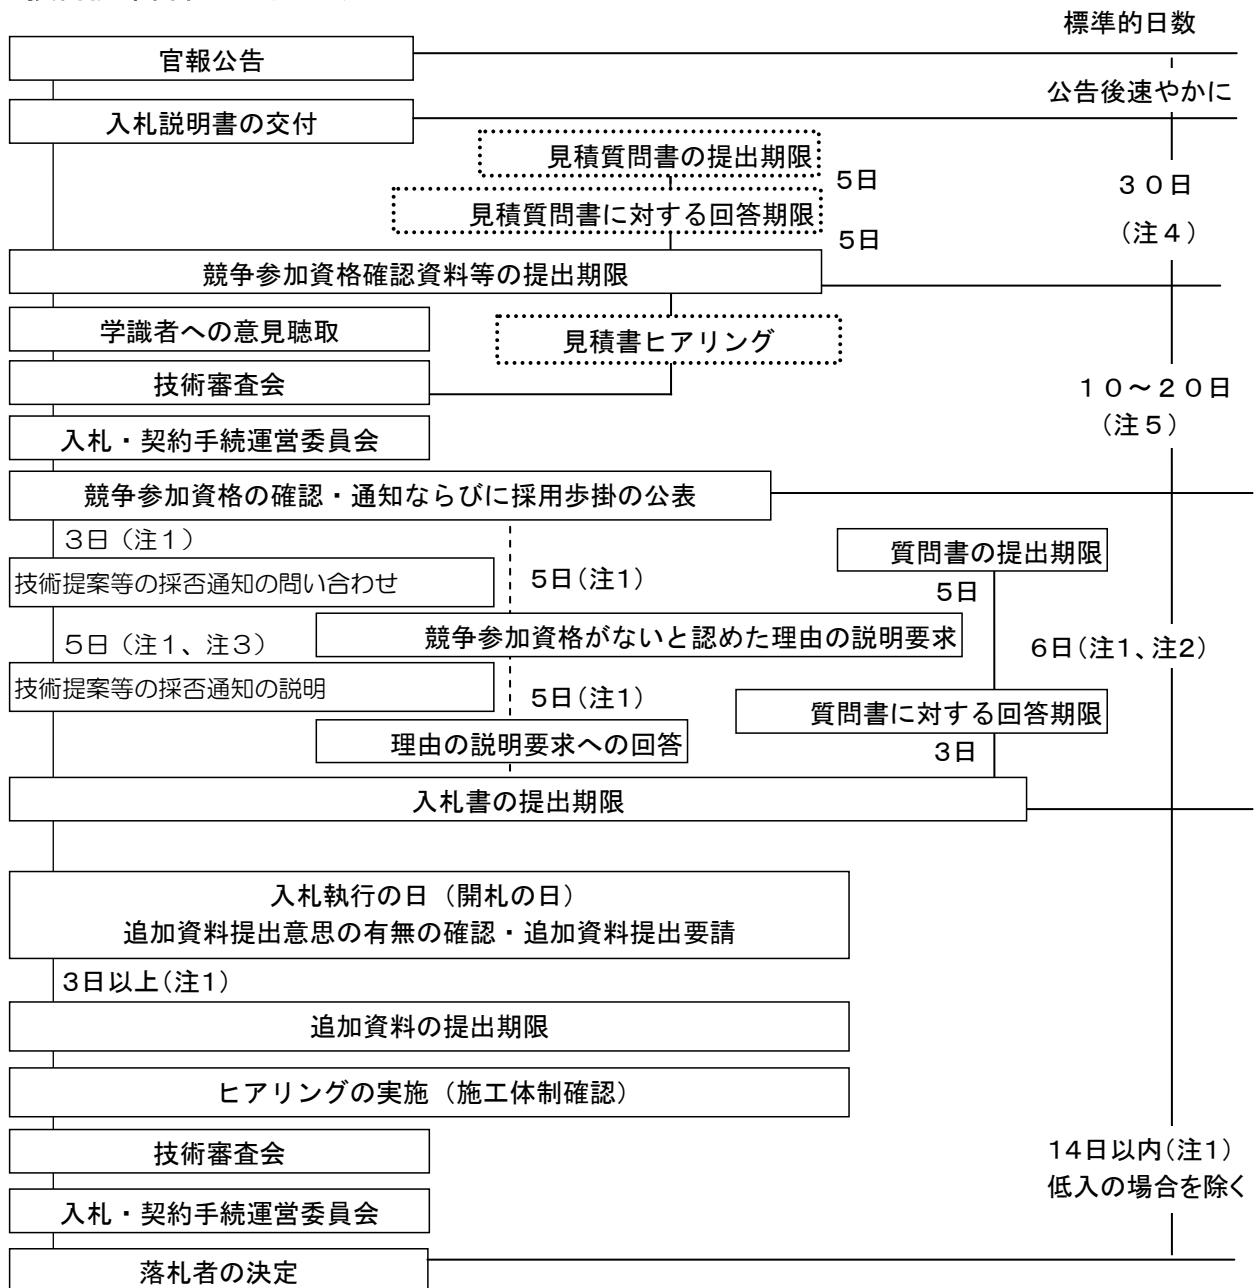 標準的日数
官報公告
公告後速やかに
入札説明書の交付
見積質問書の提出期限
5日
30日
見積質問書に対する回答期限
(注4)
5日
競争参加資格確認資料等の提出期限
学識者への意見聴取
見積書ヒアリング
技術審査会
10~20日
(注5)
入札・契約手続運営委員会
競争参加資格の確認・通知ならびに採用歩掛の公表
3日(注1)
質問書の提出期限
技術提案等の採否通知の問い合わせ
5日(注1)
5日
競争参加資格がないと認めた理由の説明要求
5日(注1、注3)
6日(注1、注2)
技術提案等の採否通知の説明
5日(注1)
質問書に対する回答期限
理由の説明要求への回答
3日
入札書の提出期限
入札執行の日(開札の日)
追加資料提出意思の有無の確認・追加資料提出要請
3日以上(注1)
追加資料の提出期限
ヒアリングの実施(施工体制確認)
技術審査会
14日以内(注1)
低入の場合を除く
入札・契約手続運営委員会
落札者の決定